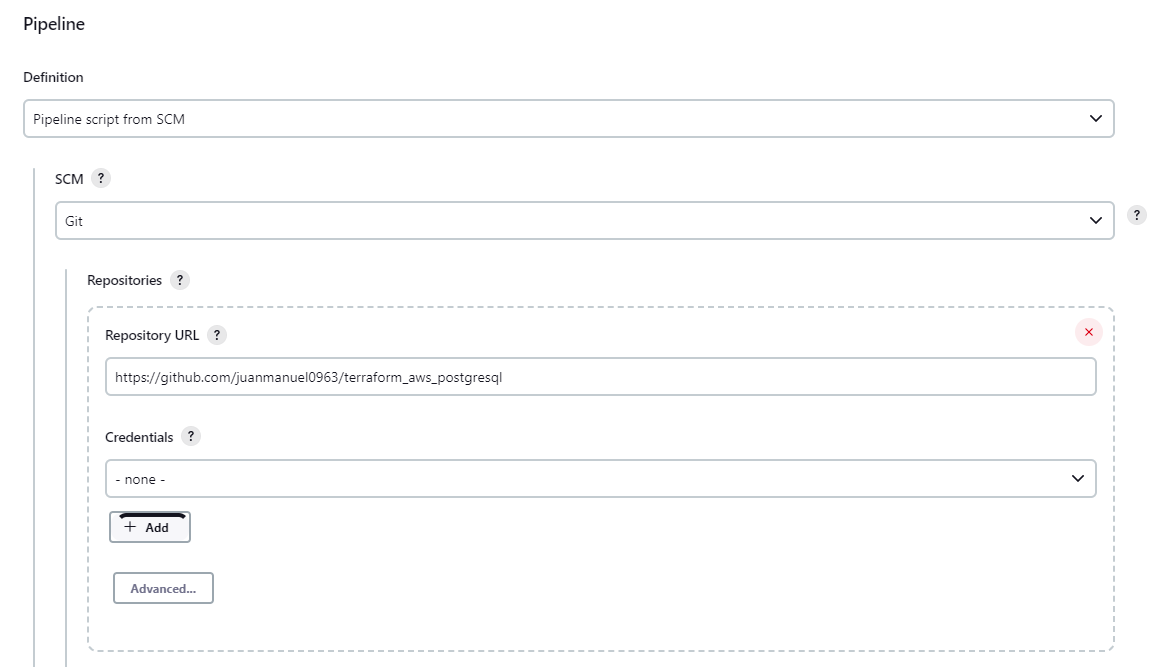 Pipeline
Definition
Pipeline script from SCM
SCM ?
Git
?
Repositories ?
Repository URL ?
https://github.com/juanmanuel0963/terraform_aws_postgresql
Credentials ?
- none -
+ Add
Advanced...